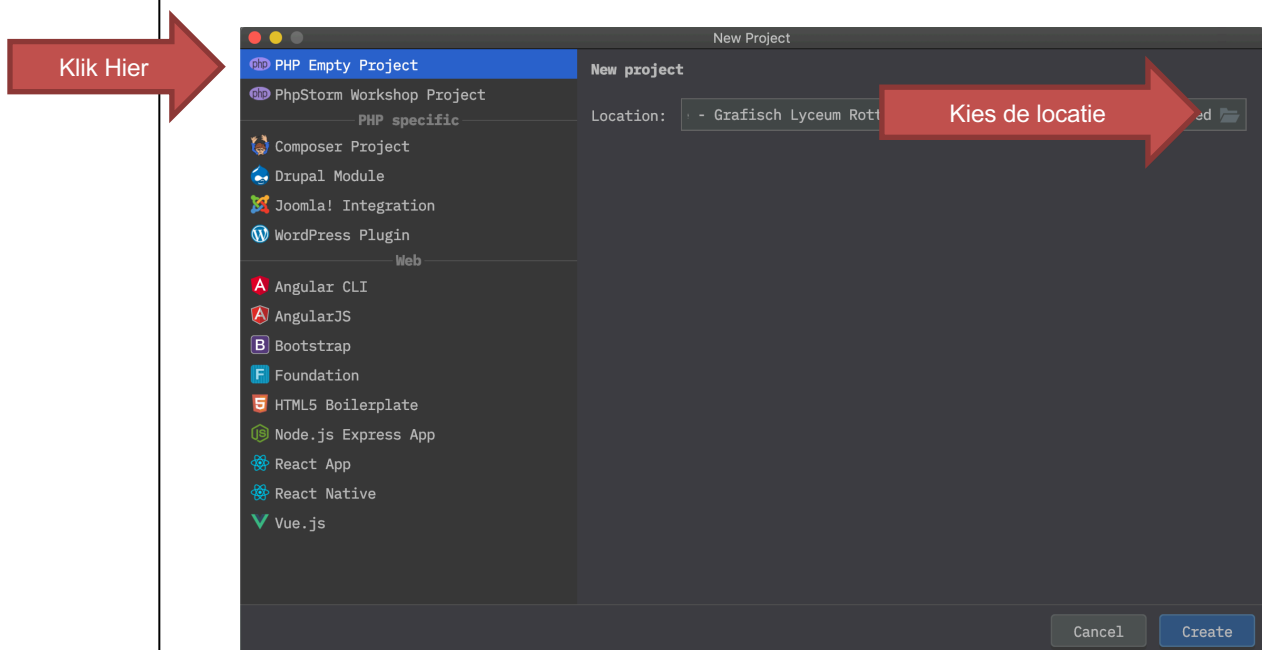 Klik Hier
New Project
PHP Empty Project
PhpStorm Workshop Project
PHP specific
Composer Project
Drupal Module
Joomla! Integration
WordPress Plugin
Web
Angular CLI
AngularJS
Bootstrap
Foundation
HTML5 Boilerplate
Node.js Express App
React App
React Native
Vue.js
New project
Location: - Grafisch Lyceum
Kies de locatie
Cancel
Create